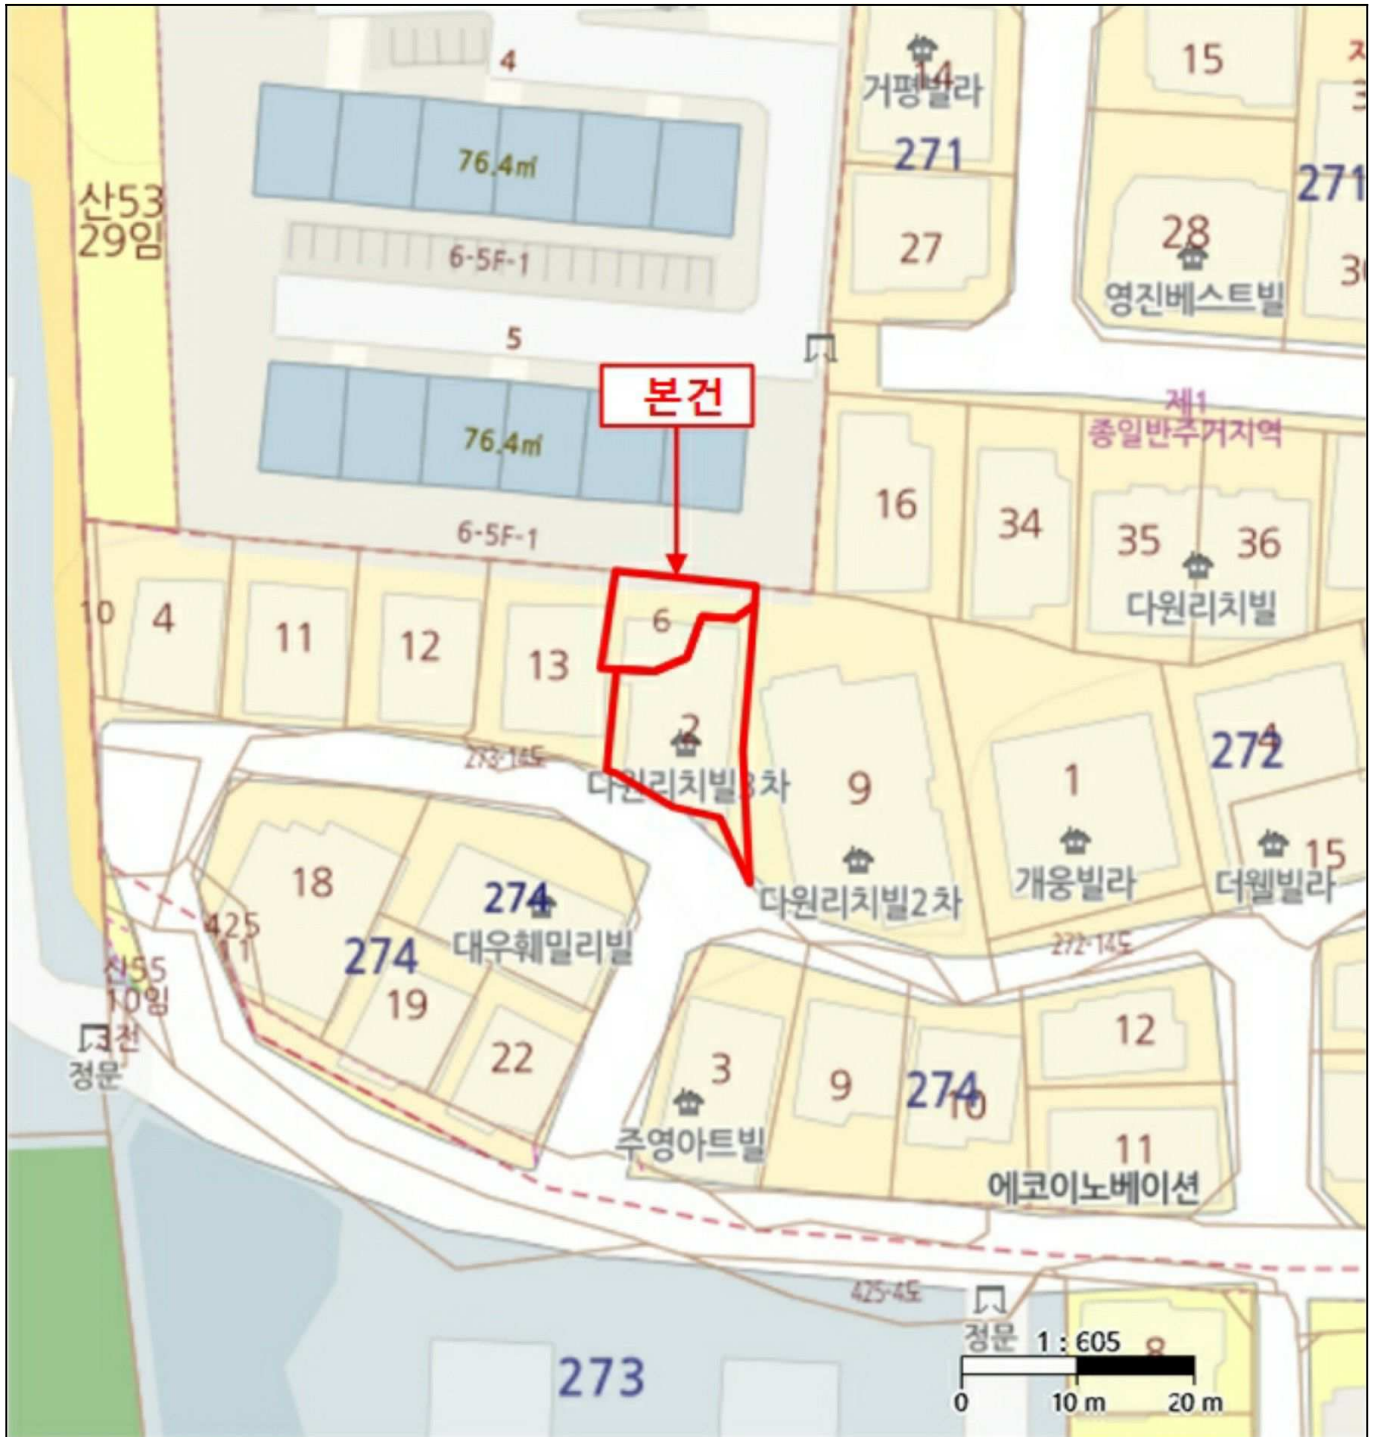 4
14
거평빌라
15
271
76.4㎡
산53
29임
271
27
28
영진베스트빌
6-5F-1
5
본건
76.4㎡
제1
종일반주거지역
6-5F-1
16
34
35
36
다원리치빌
10
4
11
12
13
6
2
다원리치빌3차
273-14도
9
다원리치빌2차
1
개웅빌라
272
4
15
더웰빌라
18
274
대우훼밀리빌
274
425
11
19
22
272-14도
산55
10임
3전
정문
3
주영아트빌
9
274
10
12
11
에코이노베이션
425-4도
정문
8
273
1 : 605
0 10 m 20 m